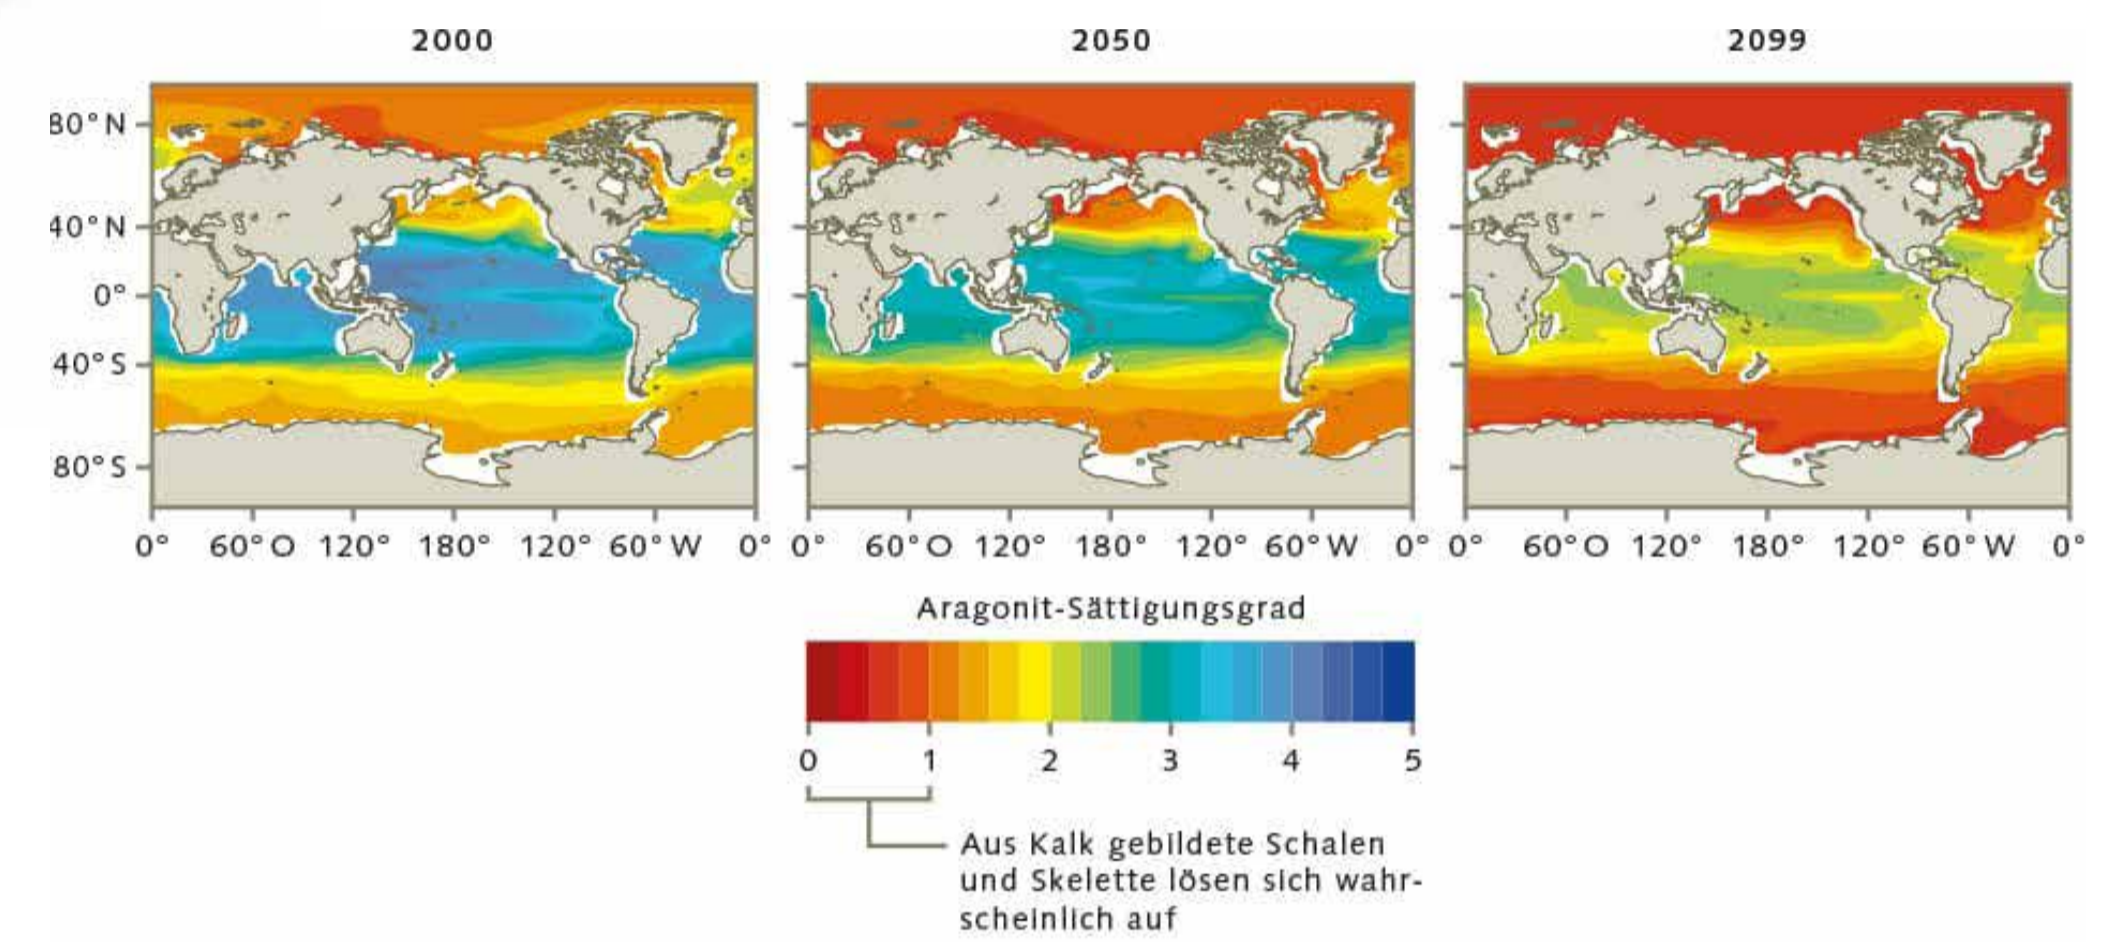 2000 2050 2099
80°N
40°N
0°
40°S
80°S
0° 60°O 120° 180° 120° 60°W 0° 0° 60°O 120° 180° 120° 60°W 0° 0° 60°O 120° 180° 120° 60°W 0°
Aragonit-Sättigungsgrad
0 1 2 3 4 5
Aus Kalk gebildete Schalen
und Skelette lösen sich wahr-
scheinlich auf